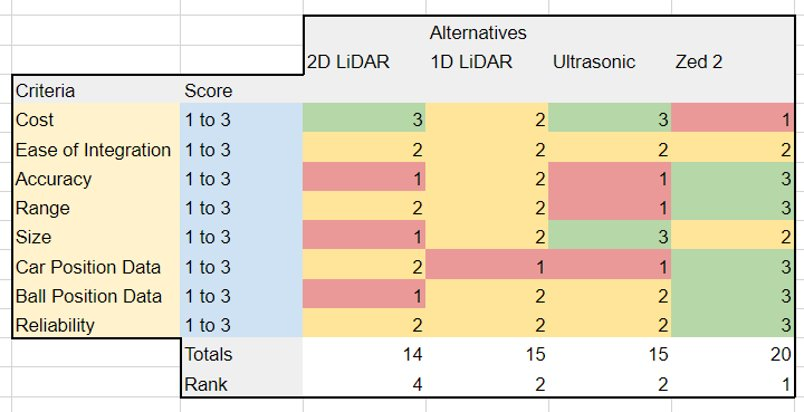 Alternatives
2D LiDAR 1D LiDAR Ultrasonic Zed 2
Criteria Score
Cost 1 to 3 3 2 3 1
Ease of Integration 1 to 3 2 2 2 2
Accuracy 1 to 3 1 2 1 3
Range 1 to 3 2 2 1 3
Size 1 to 3 1 2 3 2
Car Position Data 1 to 3 2 1 1 3
Ball Position Data 1 to 3 1 2 2 3
Reliability 1 to 3 2 2 2 3
Totals 14 15 15 20
Rank 4 2 2 1